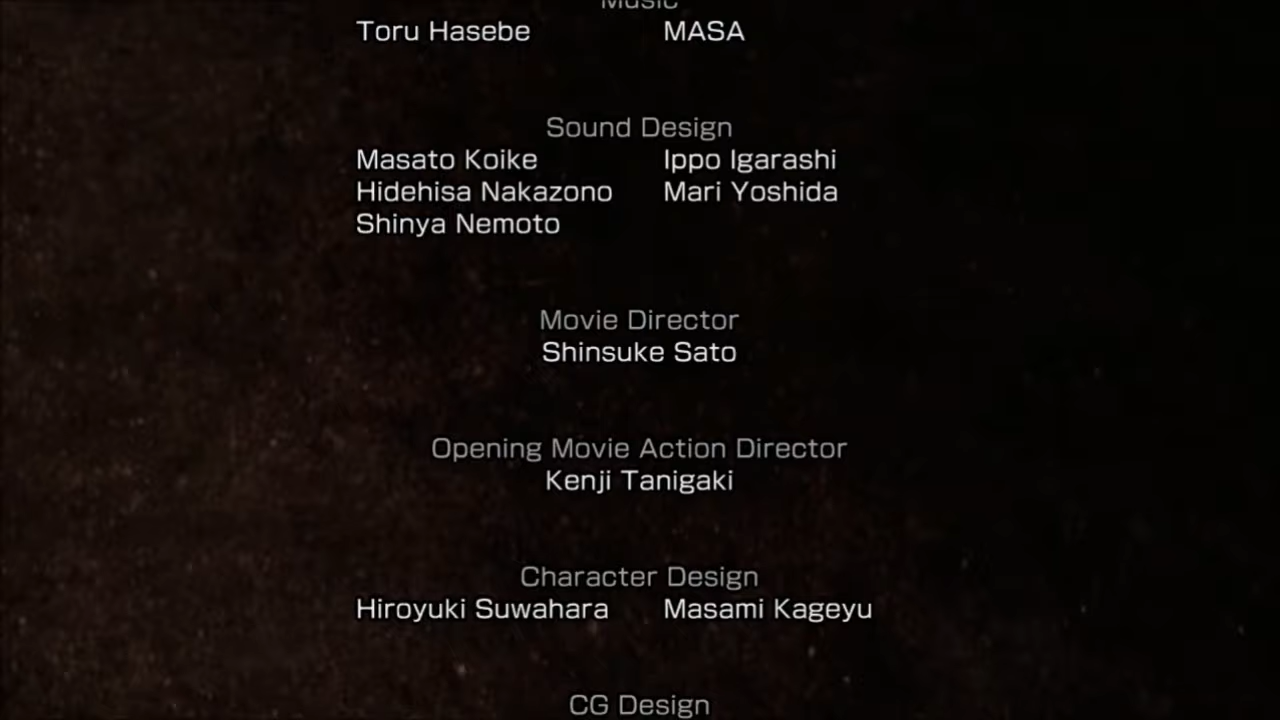 Music
Toru Hasebe MASA
Sound Design
Masato Koike Ippo Igarashi
Hidehisa Nakazono Mari Yoshida
Shinya Nemoto
Movie Director
Shinsuke Sato
Opening Movie Action Director
Kenji Tanigaki
Character Design
Hiroyuki Suwahara Masami Kageyu
CG Design